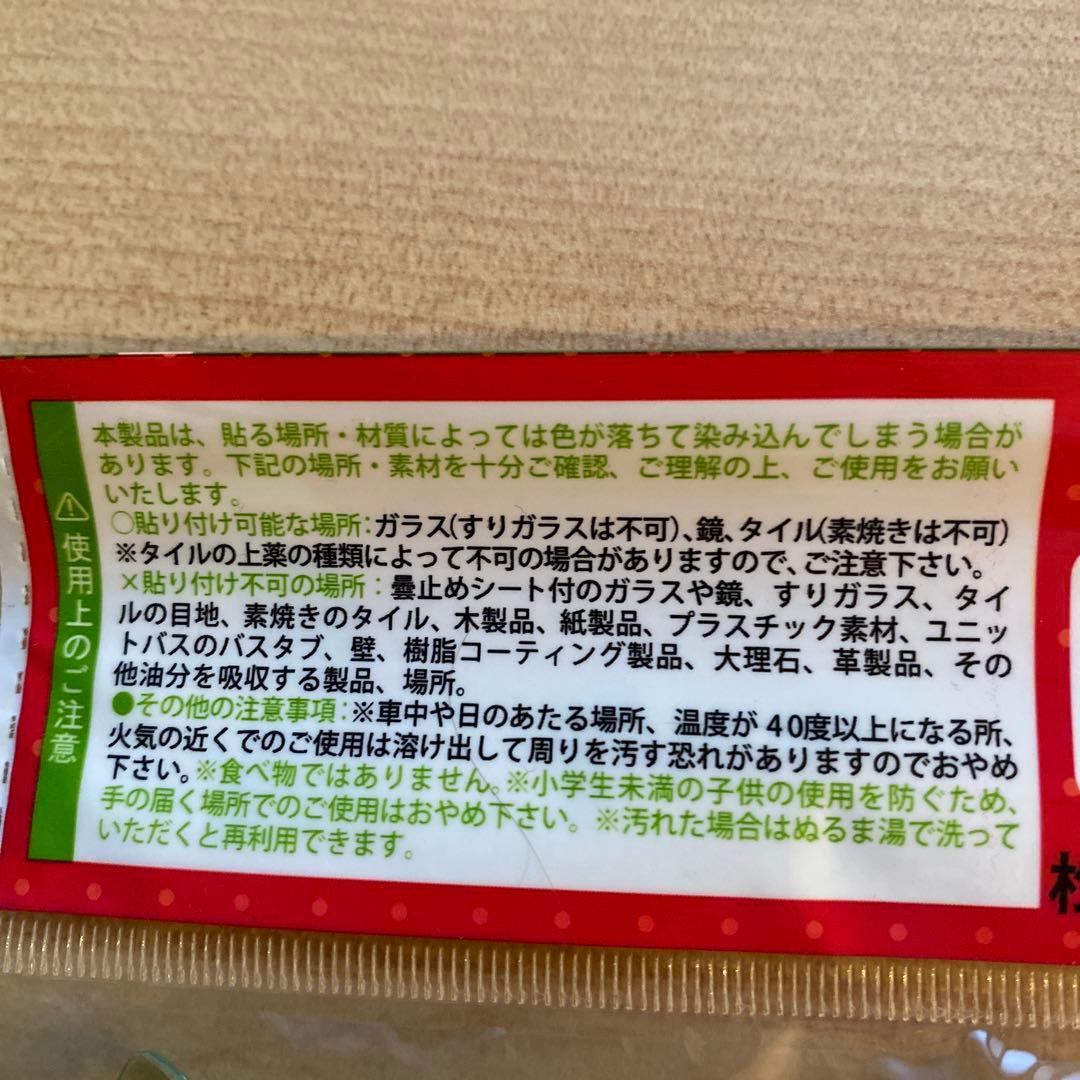 ⚠使用上のご注意
本製品は、貼る場所・材質によっては色が落ちて染み込んでしまう場合が
あります。下記の場所・素材を十分ご確認、ご理解の上、ご使用をお願い
いたします。
○貼り付け可能な場所:ガラス(すりガラスは不可)、鏡、タイル(素焼きは不可)
※タイルの上薬の種類によって不可の場合がありますので、ご注意下さい。
×貼り付け不可の場所：曇止めシート付のガラスや鏡、すりガラス、タイ
ルの目地、素焼きのタイル、木製品、紙製品、プラスチック素材、ユニッ
トバスのバスタブ、壁、樹脂コーティング製品、大理石、革製品、その
他油分を吸収する製品、場所。
●その他の注意事項:※車中や日のあたる場所、温度が40度以上になる所、
火気の近くでのご使用は溶け出して周りを汚す恐れがありますのでおやめ
下さい。※食べ物ではありません。※小学生未満の子供の使用を防ぐため、
手の届く場所でのご使用はおやめ下さい。※汚れた場合はぬるま湯で洗って
いただくと再利用できます。